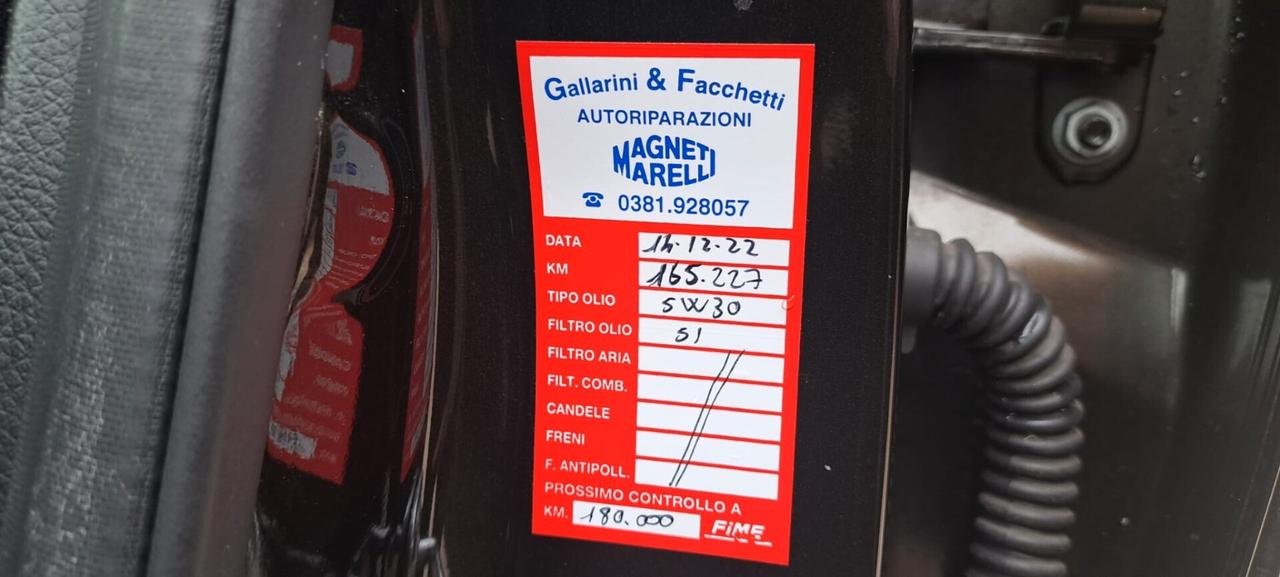 Gallarini & Facchetti
AUTORIPARAZIONI
MAGNETI
MARELLI
☎ 0381.928057
DATA 14.12.22
KM 165.227
TIPO OLIO 5W30
FILTRO OLIO SI
FILTRO ARIA
FILT. COMB.
CANDELE
FRENI
F. ANTIPOLL.
PROSSIMO CONTROLLO A
KM. 180.000 FiME